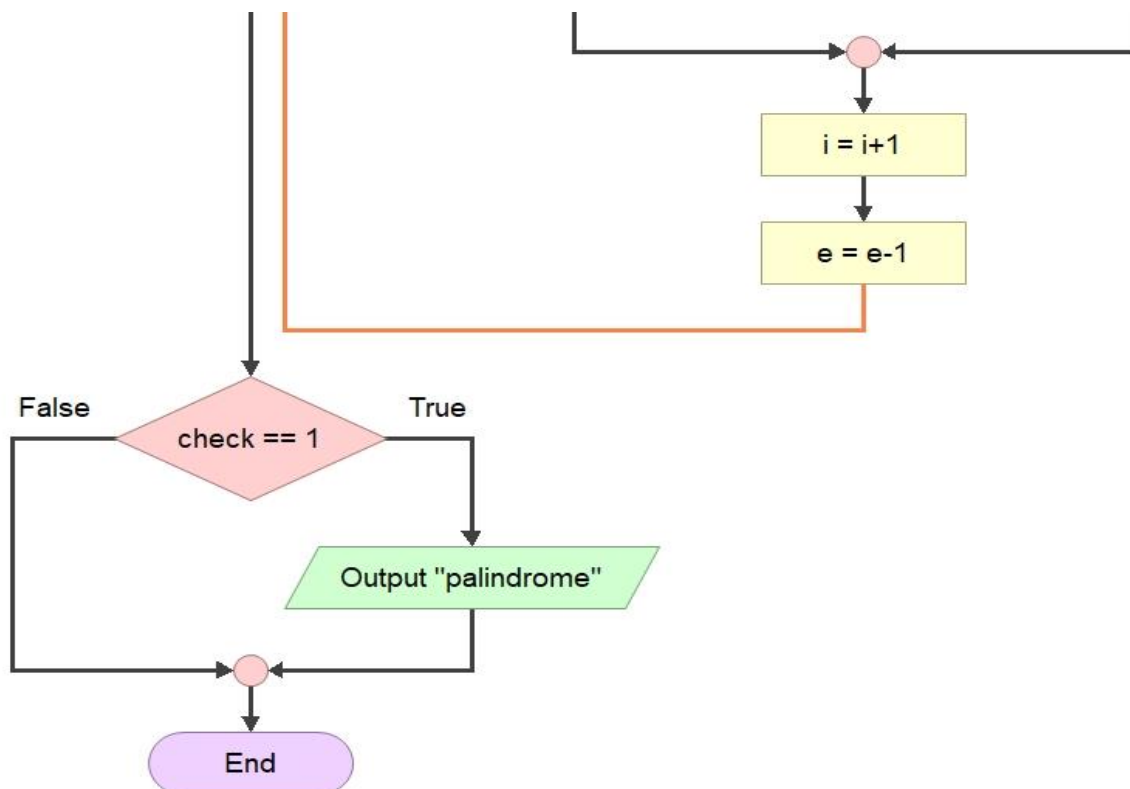 i = i+1
e = e-1
False
True
check == 1
Output "palindrome"
End